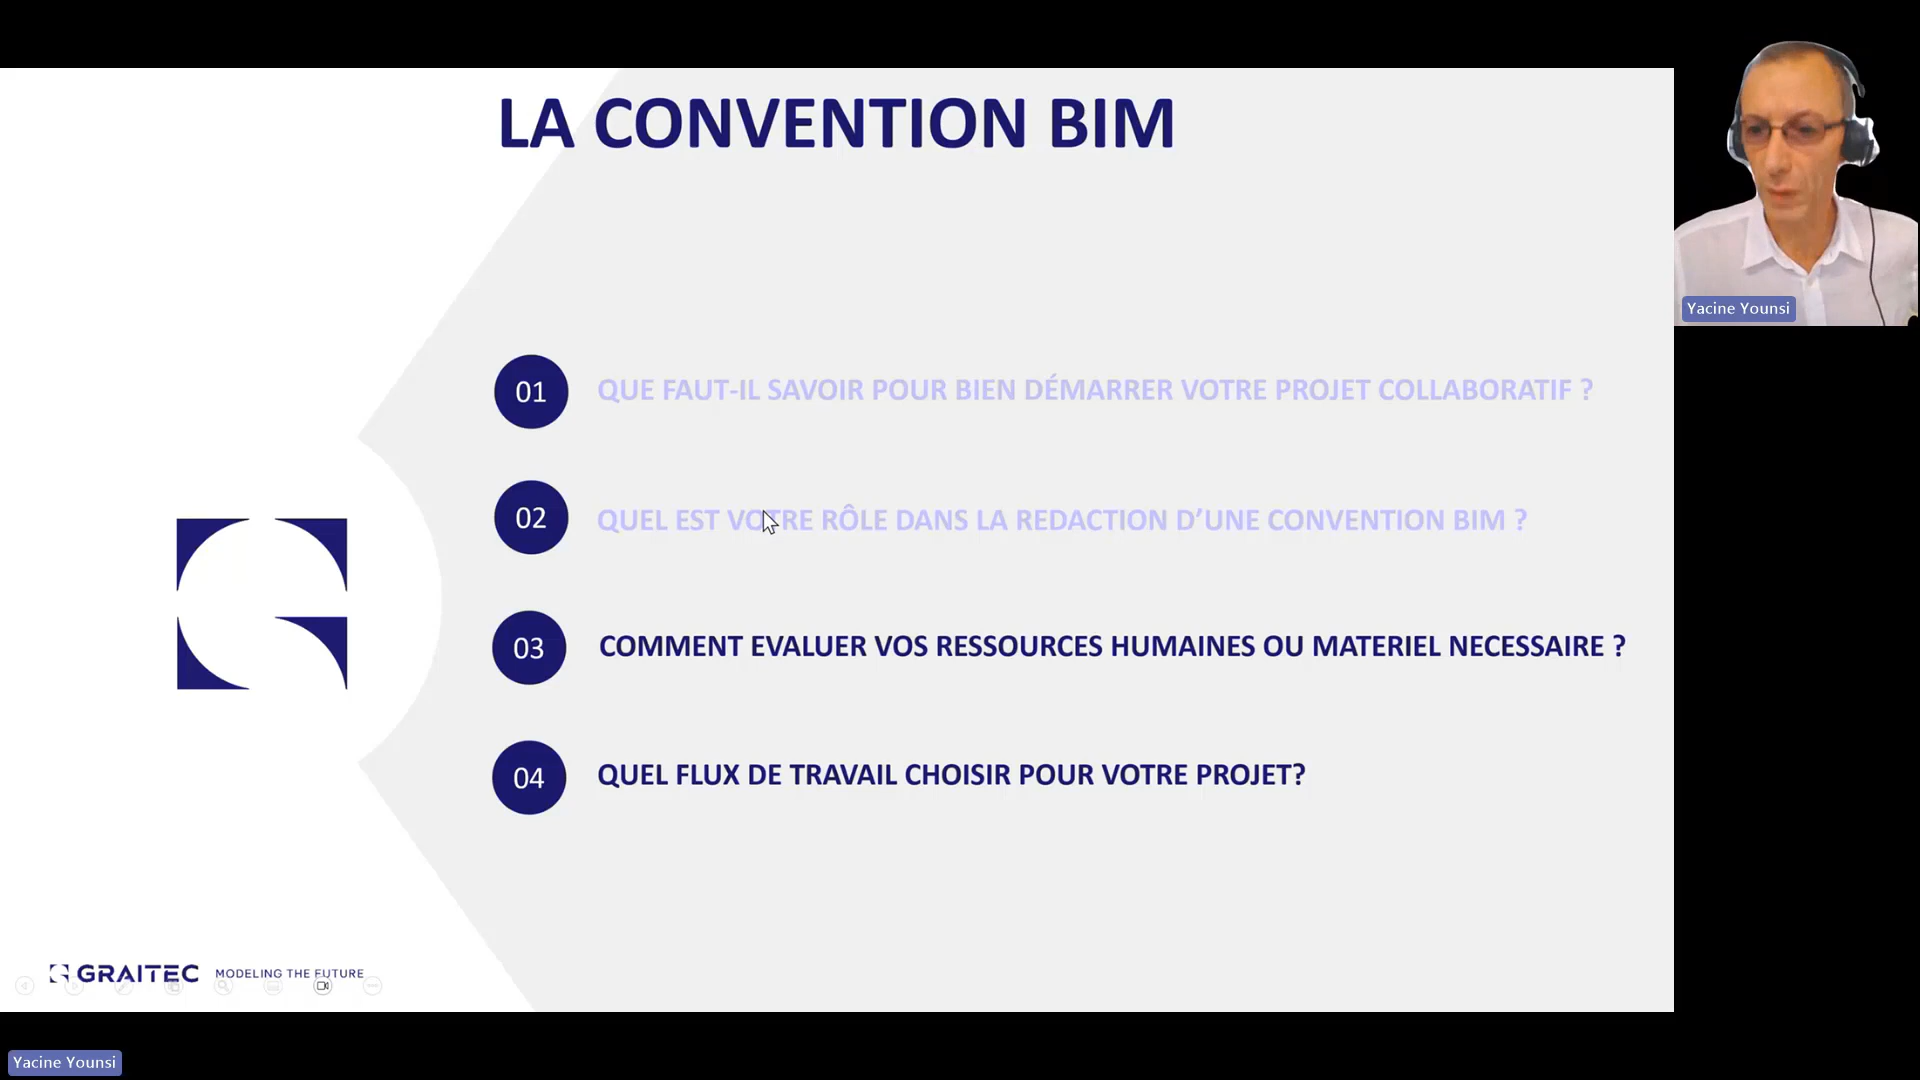 LA CONVENTION BIM
Yacine Younsi
01 QUE FAUT-IL SAVOIR POUR BIEN DÉMARRER VOTRE PROJET COLLABORATIF ?
02 QUEL EST VOTRE RÔLE DANS LA REDACTION D’UNE CONVENTION BIM ?
03 COMMENT EVALUER VOS RESSOURCES HUMAINES OU MATERIEL NECESSAIRE ?
04 QUEL FLUX DE TRAVAIL CHOISIR POUR VOTRE PROJET?
GRAITEC MODELING THE FUTURE
Yacine Younsi